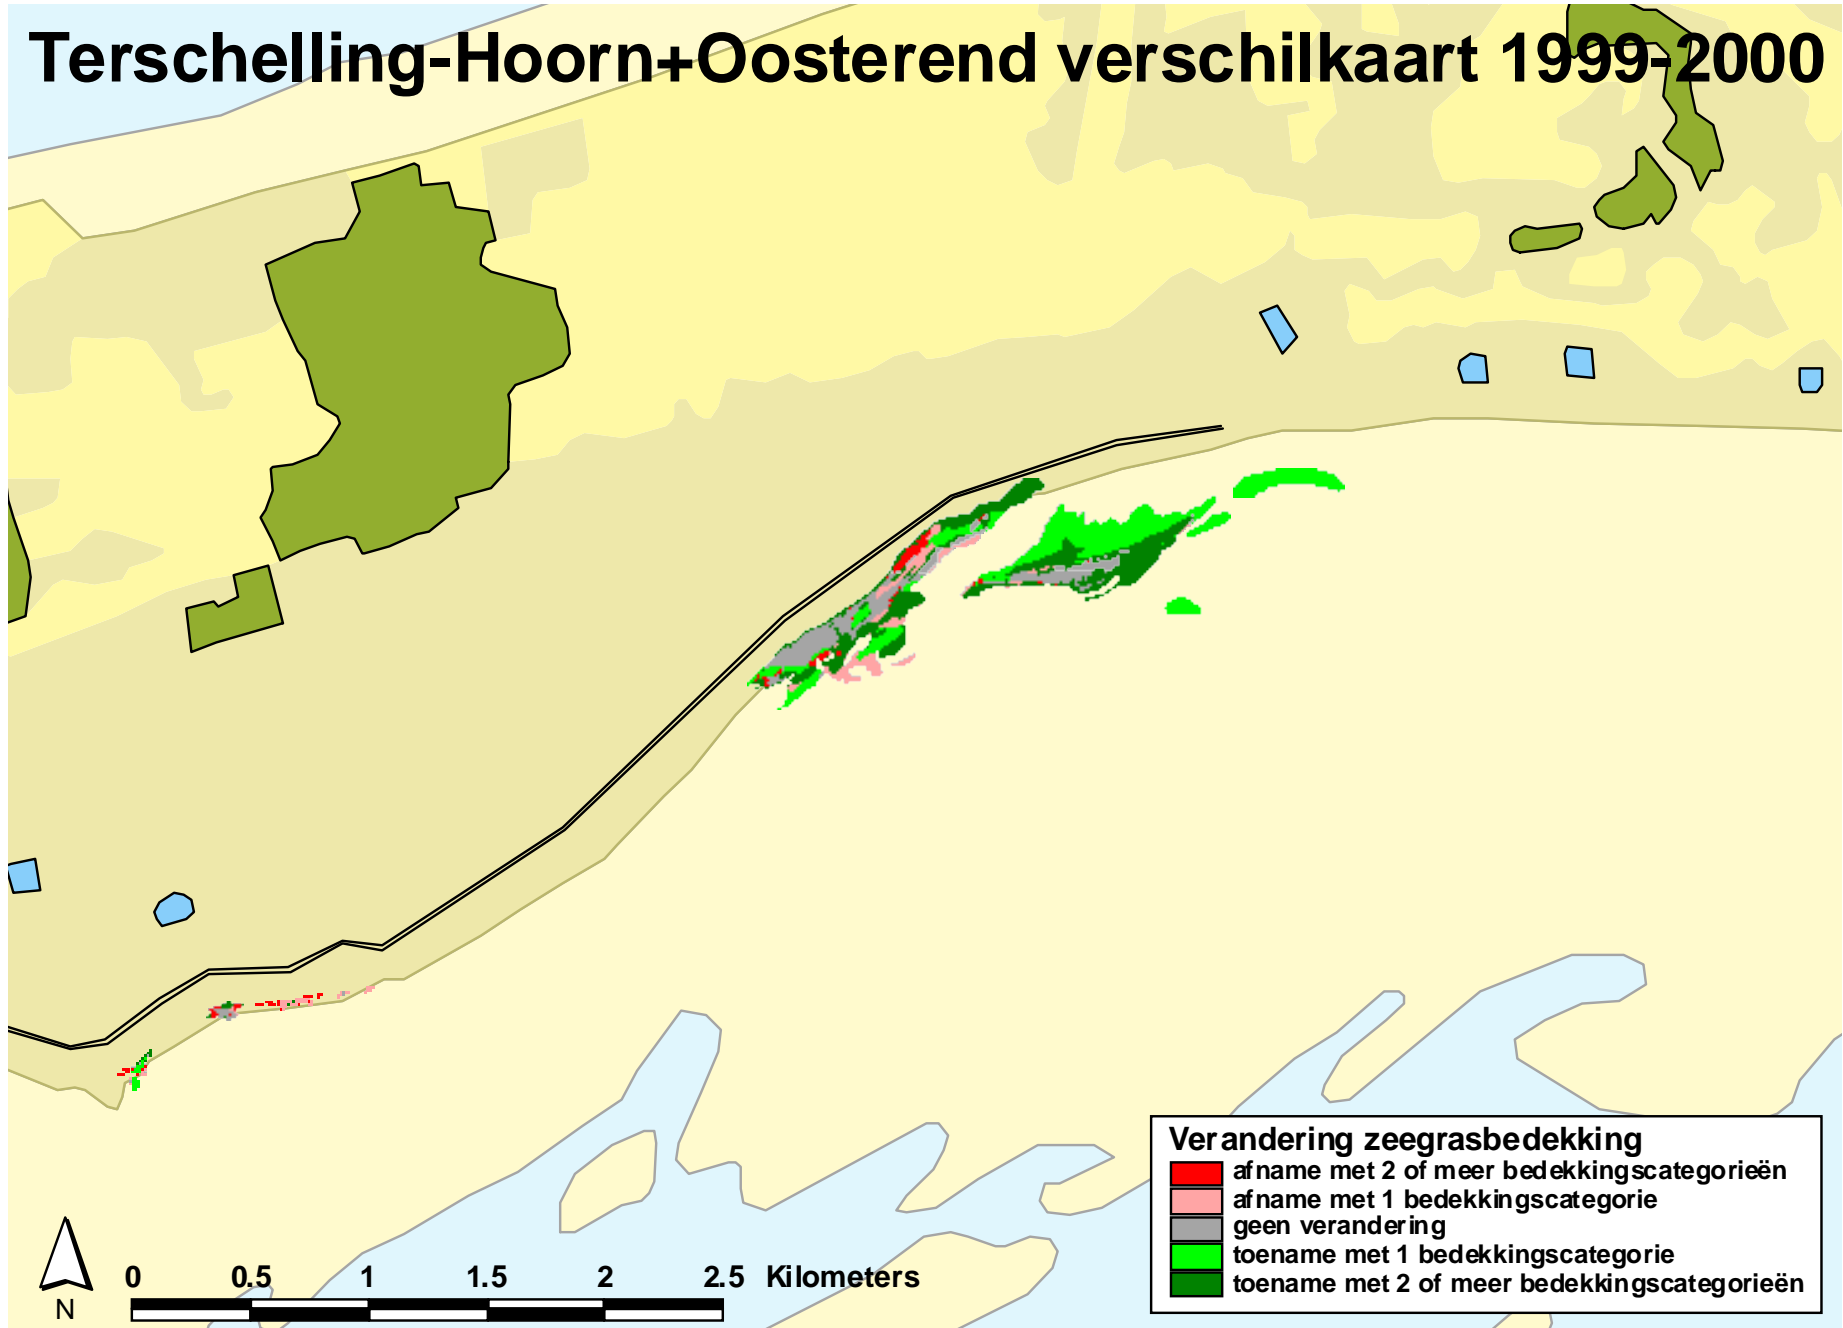 Terschelling-Hoorn+Oosterend verschilkaart 1999-2000
Verandering zeegrasbedekking
afname met 2 of meer bedekkingscategorieën
afname met 1 bedekkingscategorie
geen verandering
toename met 1 bedekkingscategorie
toename met 2 of meer bedekkingscategorieën
0 0.5 1 1.5 2 2.5 Kilometers
N